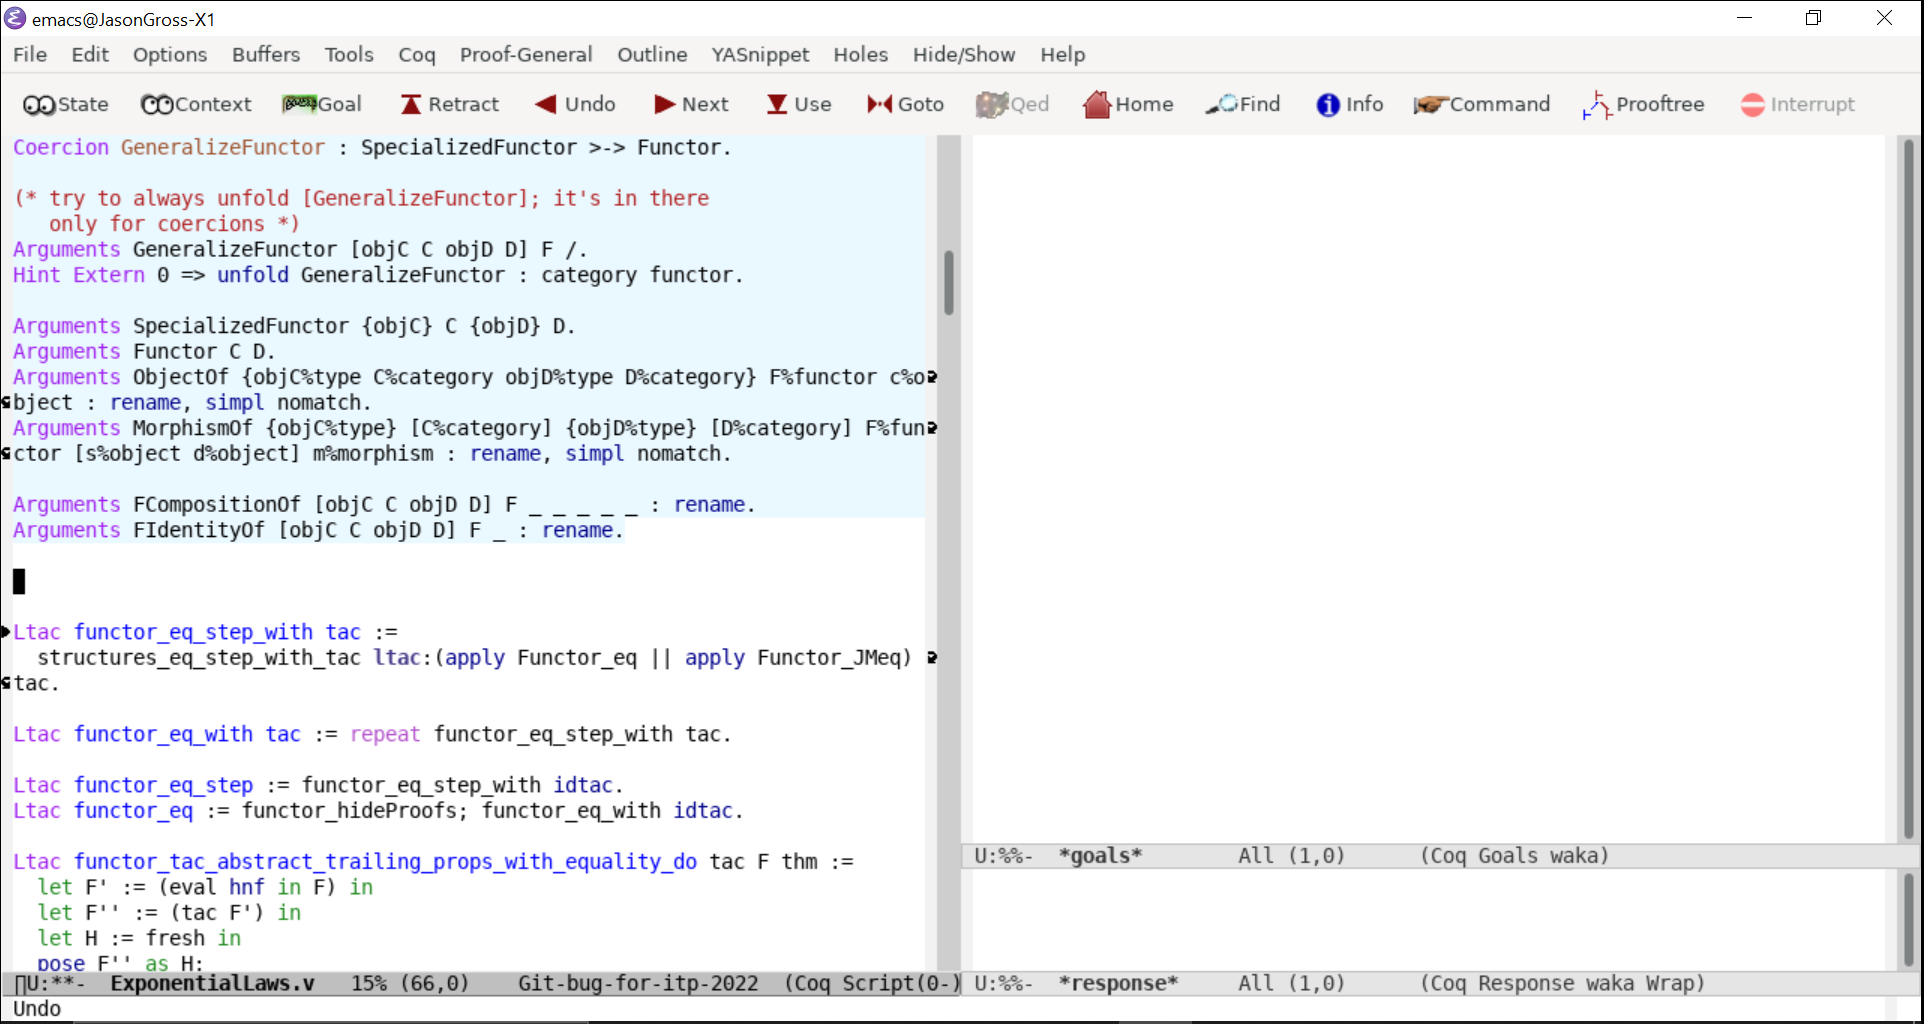 emacs@JasonGross-X1
File Edit Options Buffers Tools Coq Proof-General Outline YASnippet Holes Hide/Show Help
State Context Goal Retract Undo Next Use Goto Qed Home Find Info Command Prooftree Interrupt
Coercion GeneralizeFunctor : SpecializedFunctor >-> Functor.
(* try to always unfold [GeneralizeFunctor]; it's in there
only for coercions *)
Arguments GeneralizeFunctor [objC C objD D] F /.
Hint Extern 0 => unfold GeneralizeFunctor : category functor.
Arguments SpecializedFunctor {objC} C {objD} D.
Arguments Functor C D.
Arguments ObjectOf {objC%type C%category objD%type D%category} F%functor c%o
bject : rename, simpl nomatch.
Arguments MorphismOf {objC%type} [C%category] {objD%type} [D%category] F%fun
ctor [s%object d%object] m%morphism : rename, simpl nomatch.
Arguments FCompositionOf [objC C objD D] F _ _ _ _ _ : rename.
Arguments FIdentityOf [objC C objD D] F _ : rename.
Ltac functor_eq_step_with tac :=
structures_eq_step_with_tac ltac:(apply Functor_eq || apply Functor_JMeq)
tac.
Ltac functor_eq_with tac := repeat functor_eq_step_with tac.
Ltac functor_eq_step := functor_eq_step_with idtac.
Ltac functor_eq := functor_hideProofs; functor_eq_with idtac.
Ltac functor_tac_abstract_trailing_props_with_equality_do tac F thm :=
let F' := (eval hnf in F) in
let F'' := (tac F') in
let H := fresh in
pose F'' as H;
U:**- ExponentialLaws.v 15% (66,0) Git-bug-for-itp-2022 (Coq Script(0-)
Undo
U:%%- *goals* All (1,0) (Coq Goals waka)
U:%%- *response* All (1,0) (Coq Response waka Wrap)